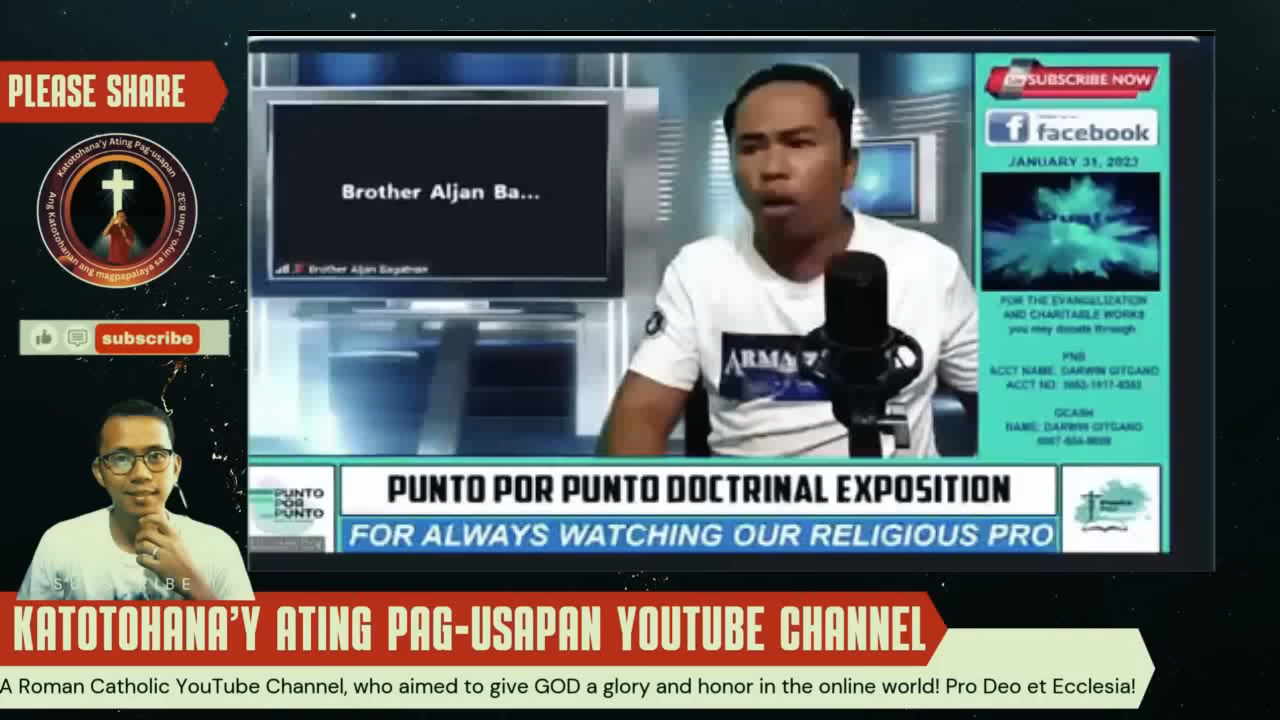 PLEASE SHARE
Katotohana'y Ating Pag-usapan
Ang Katotohanan ang magpapalaya sa inyo. Juan 8:32
subscribe
SUBSCRIBE
Brother Aljan Ba...
Brother Aljan Bagatnan
ARMA
SUBSCRIBE NOW
facebook
JANUARY 31, 2023
FOR THE EVANGELIZATION
AND CHARITABLE WORKS
you may donate through
PNB
ACCT NAME: DARWIN GITGANO
ACCT NO:
GCASH
NAME: DARWIN GITGANO
PUNTO
POR
PUNTO
PUNTO POR PUNTO DOCTRINAL EXPOSITION
FOR ALWAYS WATCHING OUR RELIGIOUS PRO
KATOTOHANA'Y ATING PAG-USAPAN YOUTUBE CHANNEL
A Roman Catholic YouTube Channel, who aimed to give GOD a glory and honor in the online world! Pro Deo et Ecclesia!